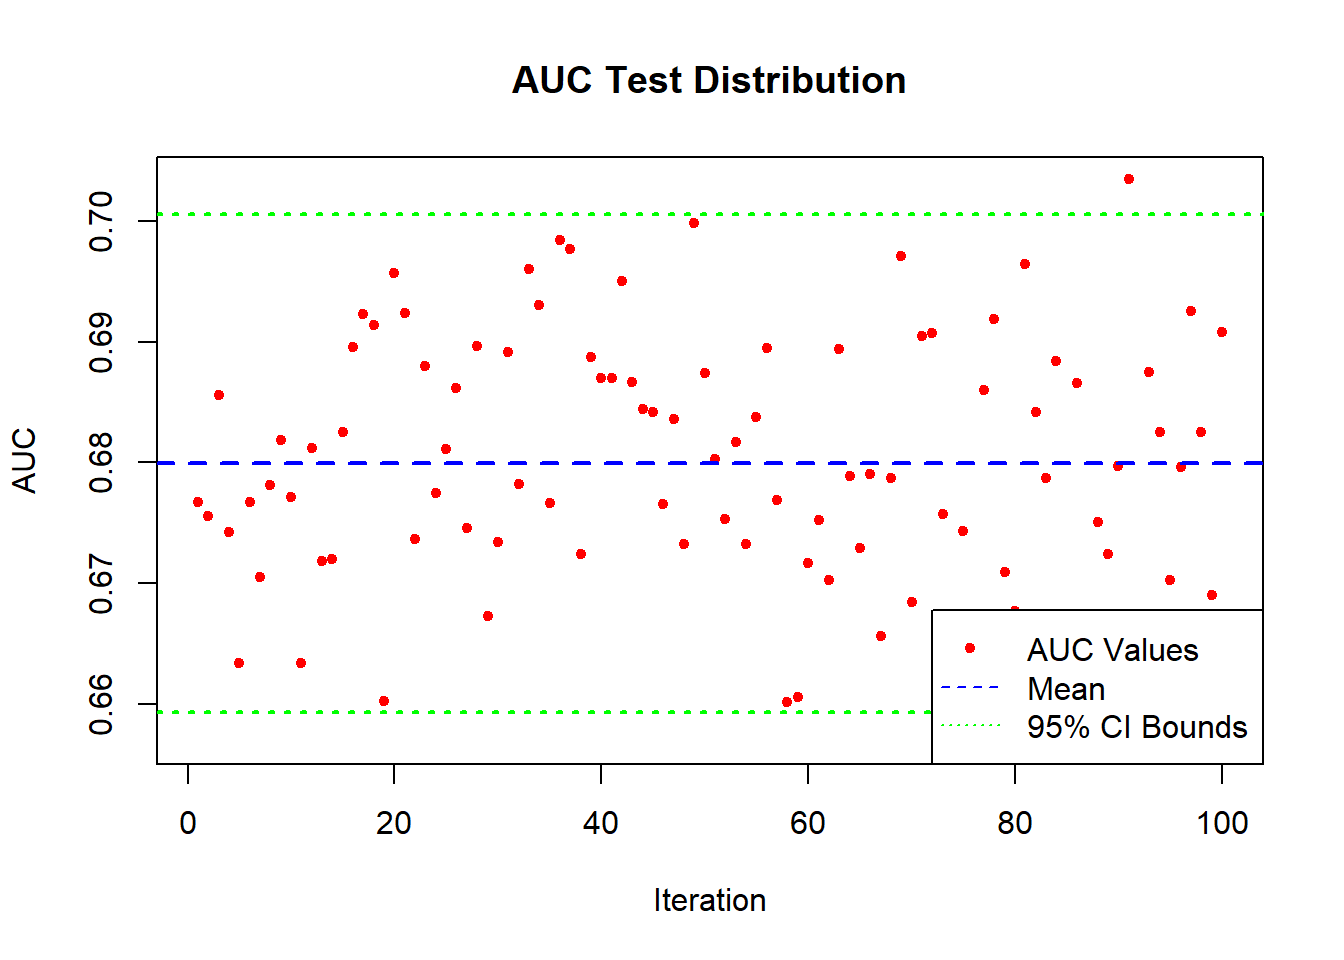 AUC Test Distribution
AUC
0.70
0.69
0.68
0.67
0.66
AUC Values
Mean
95% CI Bounds
0 20 40 60 80 100
Iteration